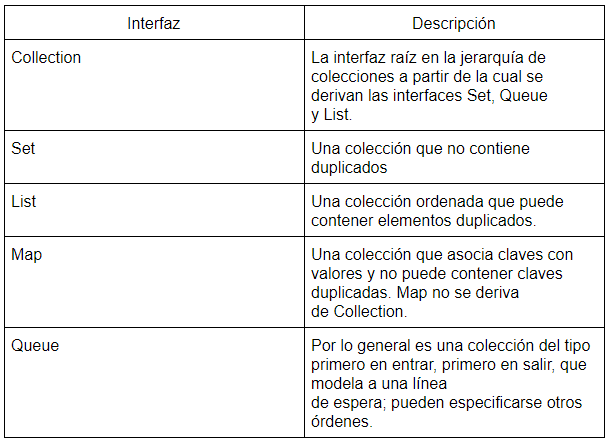 Interfaz
Descripción
Collection
La interfaz raíz en la jerarquía de
colecciones a partir de la cual se
derivan las interfaces Set, Queue
y List.
Set
Una colección que no contiene
duplicados
List
Una colección ordenada que puede
contener elementos duplicados.
Map
Una colección que asocia claves con
valores y no puede contener claves
duplicadas. Map no se deriva
de Collection.
Queue
Por lo general es una colección del tipo
primero en entrar, primero en salir, que
modela a una línea
de espera; pueden especificarse otros
órdenes.